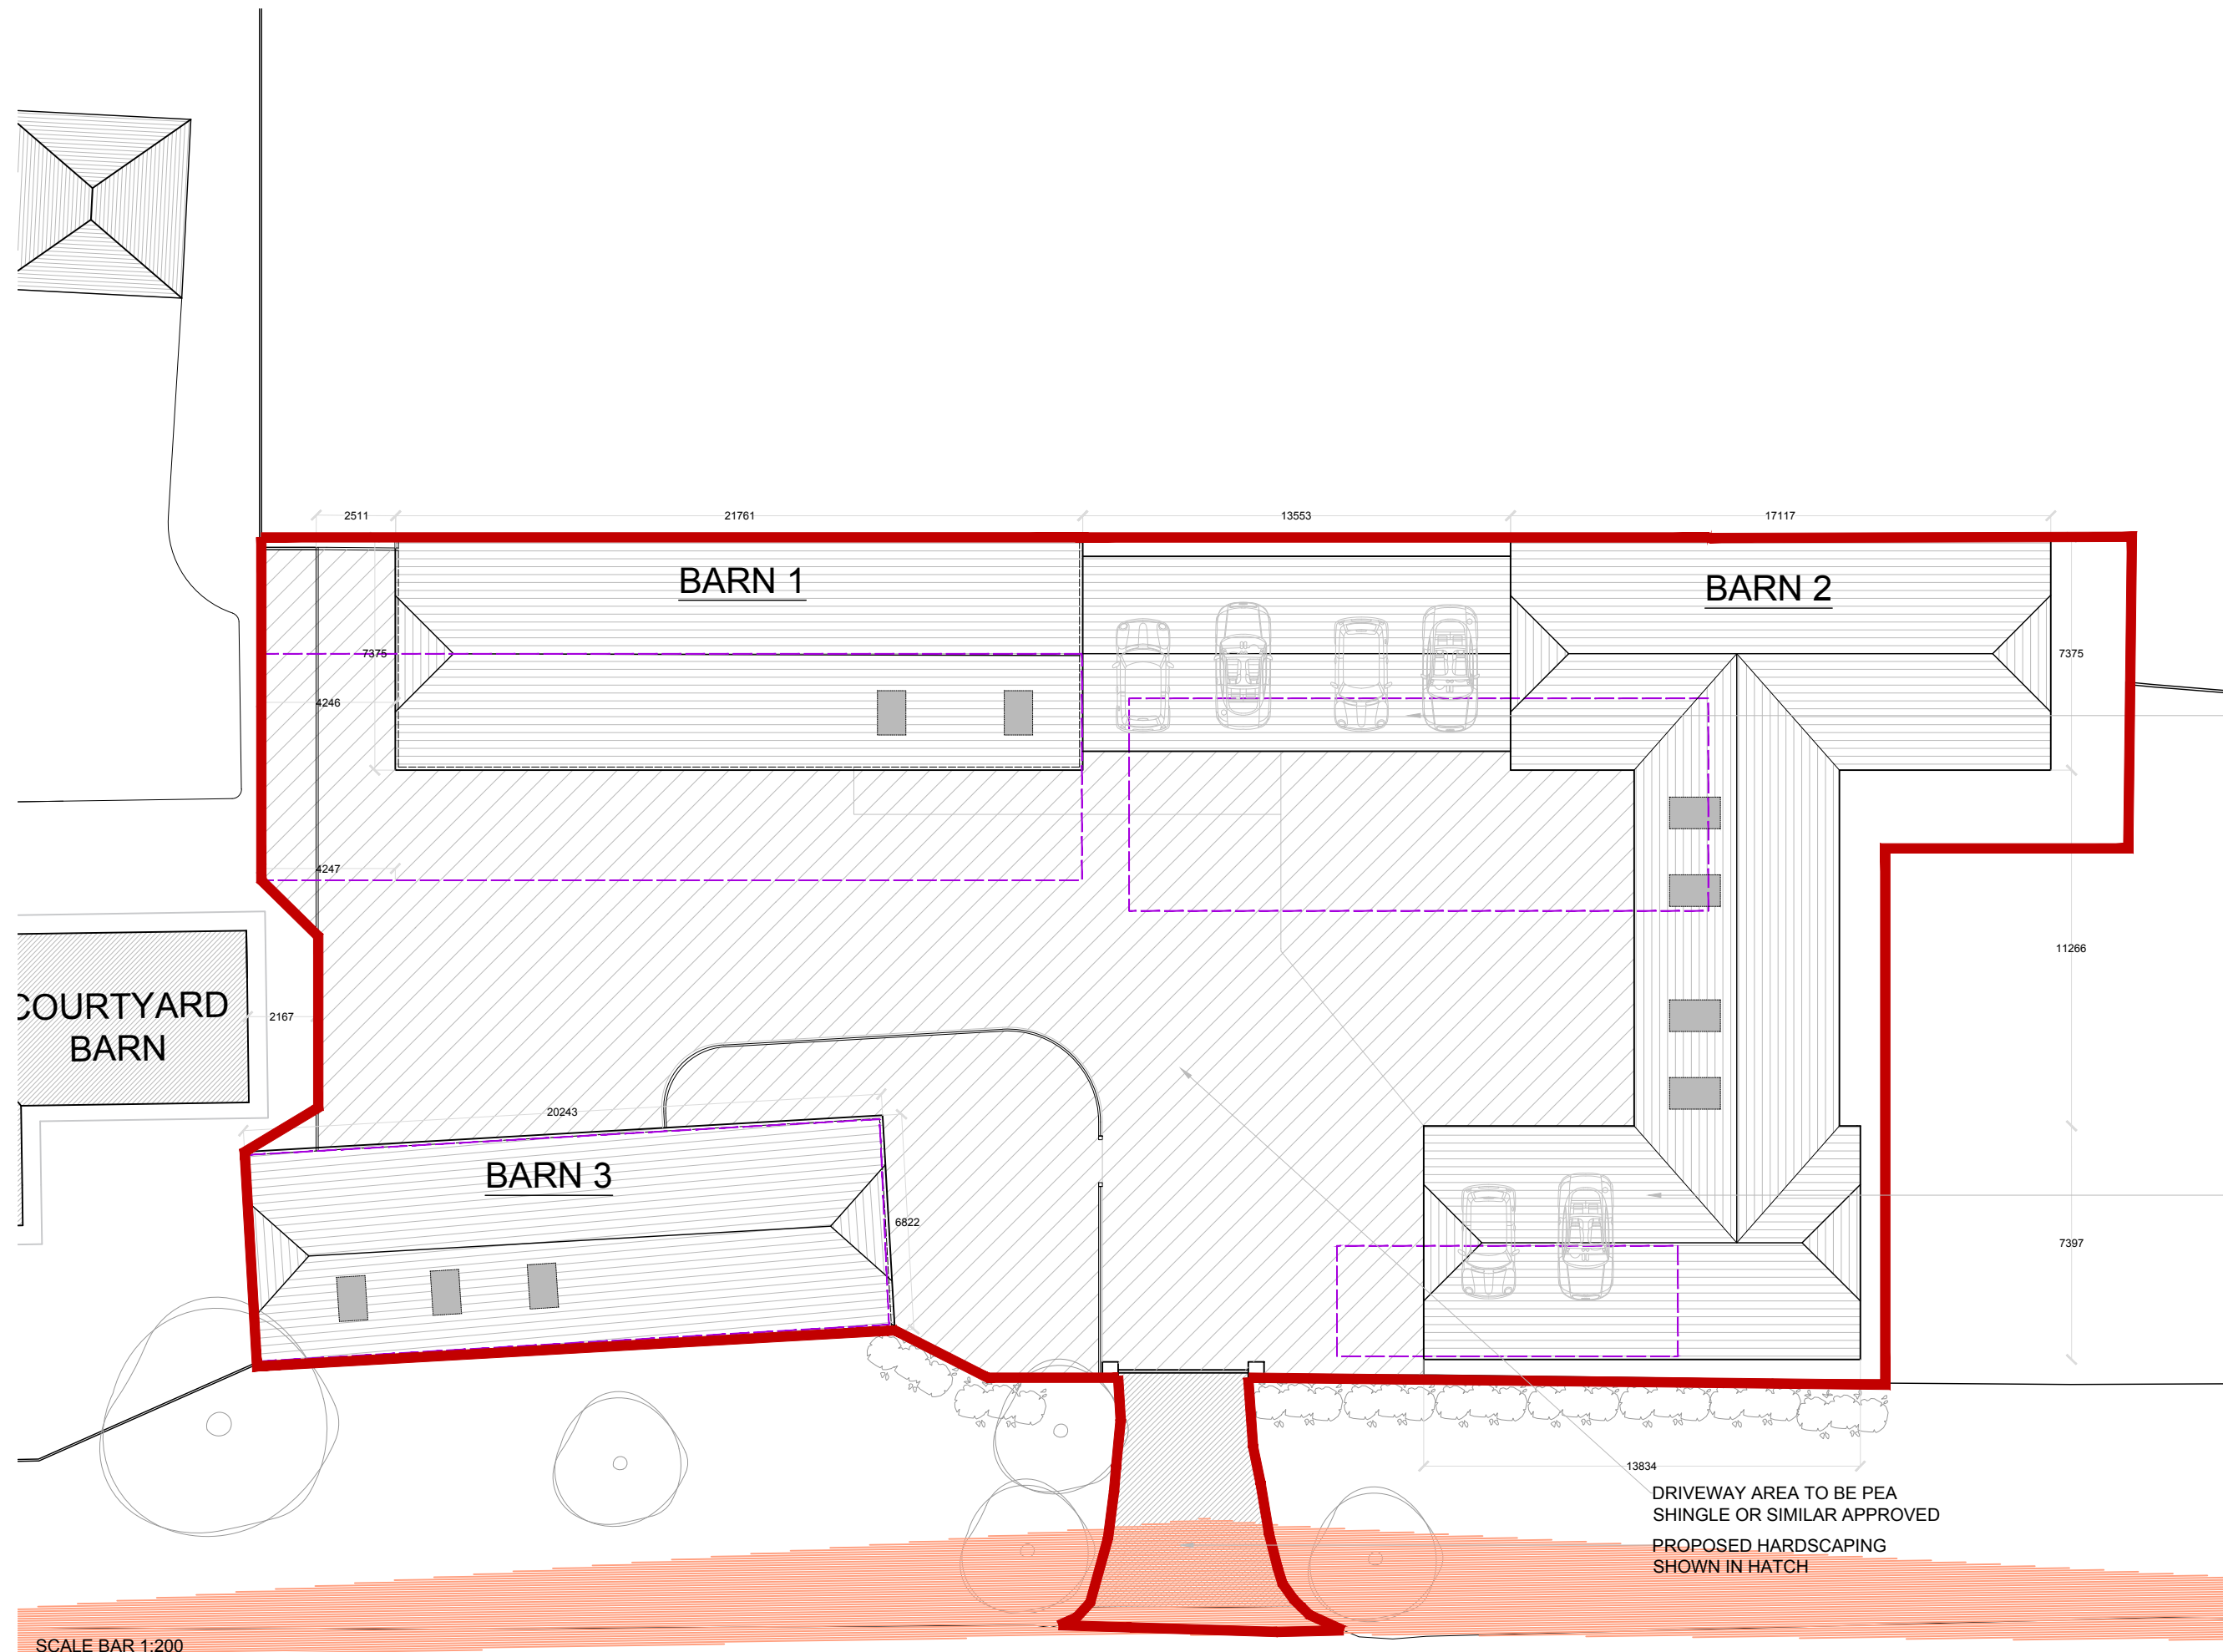 2511
21761
13553
17117
BARN 1
BARN 2
7375
7375
4246
4247
11266
COURTYARD
BARN
2167
20243
BARN 3
6822
7397
13834
DRIVEWAY AREA TO BE PEA
SHINGLE OR SIMILAR APPROVED
PROPOSED HARDSCAPING
SHOWN IN HATCH
SCALE BAR 1:200